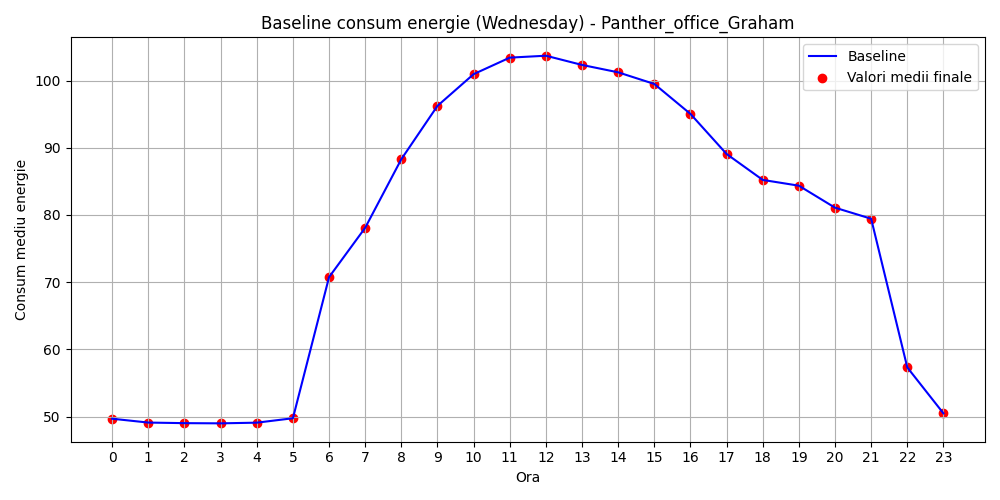 Baseline consum energie (Wednesday) - Panther_office_Graham
Baseline
Valori medii finale
Consum mediu energie
100
90
80
70
60
50
0 1 2 3 4 5 6 7 8 9 10 11 12 13 14 15 16 17 18 19 20 21 22 23
Ora